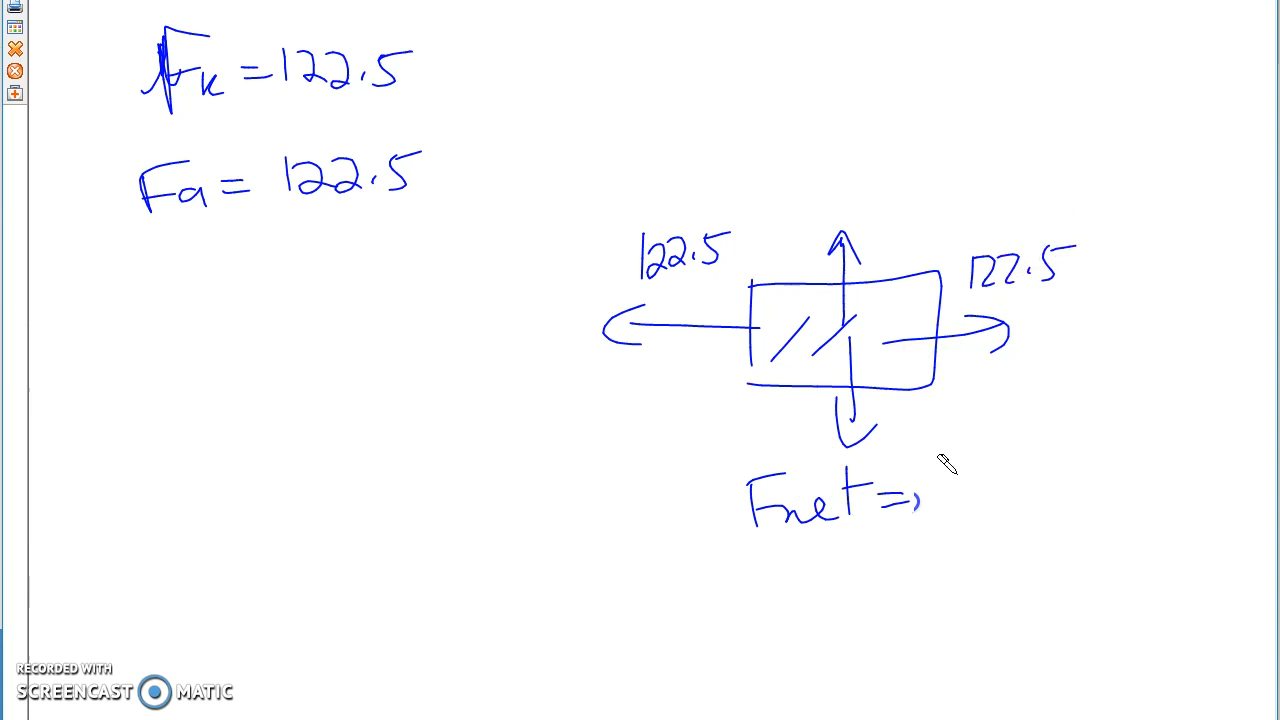 Fk = 122.5
Fa = 122.5
122.5
122.5
Fnet =
RECORDED WITH
SCREENCAST MATIC